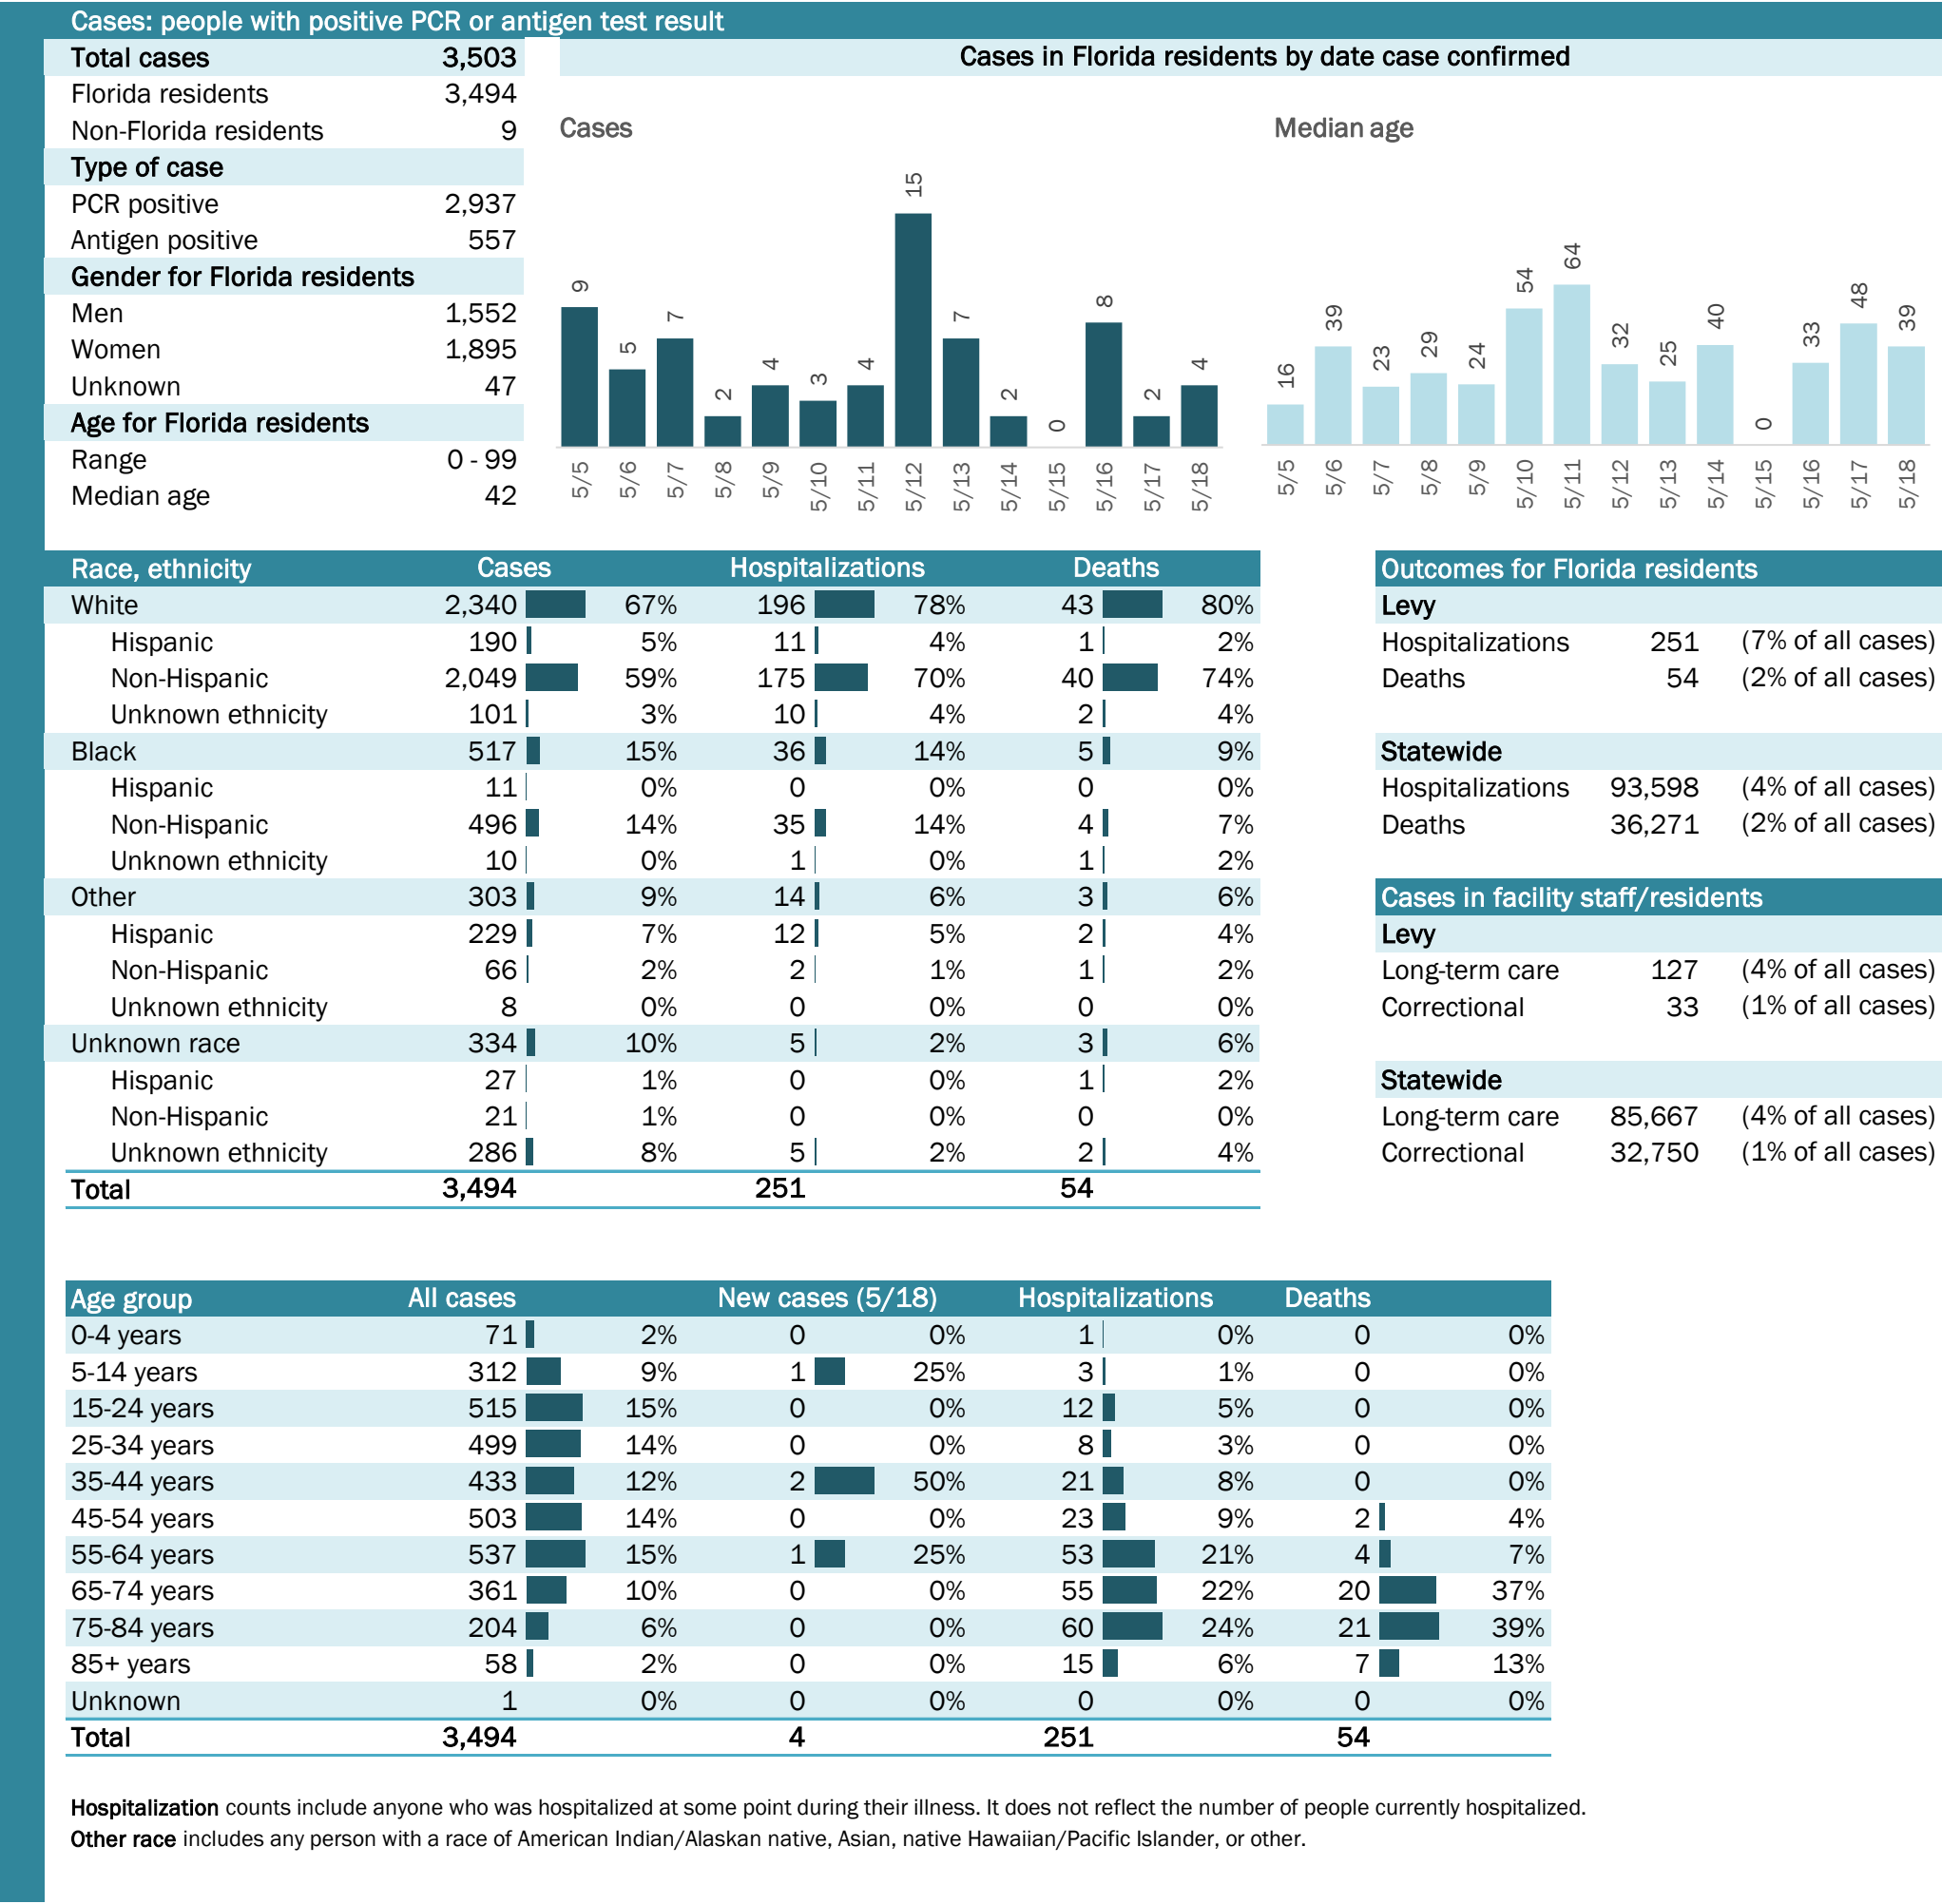 Cases: people with positive PCR or antigen test result
Total cases 3,503
Florida residents 3,494
Non-Florida residents 9
Type of case
PCR positive 2,937
Antigen positive 557
Gender for Florida residents
Men 1,552
Women 1,895
Unknown 47
Age for Florida residents
Range 0 - 99
Median age 42
Cases in Florida residents by date case confirmed
Cases
9 5 7 2 4 3 4 15 7 2 0 8 2 4
5/5 5/6 5/7 5/8 5/9 5/10 5/11 5/12 5/13 5/14 5/15 5/16 5/17 5/18
Median age
16 39 23 29 24 54 64 32 25 40 0 33 48 39
5/5 5/6 5/7 5/8 5/9 5/10 5/11 5/12 5/13 5/14 5/15 5/16 5/17 5/18
Race, ethnicity Cases Hospitalizations Deaths
White 2,340 67% 196 78% 43 80%
Hispanic 190 5% 11 4% 1 2%
Non-Hispanic 2,049 59% 175 70% 40 74%
Unknown ethnicity 101 3% 10 4% 2 4%
Black 517 15% 36 14% 5 9%
Hispanic 11 0% 0 0% 0 0%
Non-Hispanic 496 14% 35 14% 4 7%
Unknown ethnicity 10 0% 1 0% 1 2%
Other 303 9% 14 6% 3 6%
Hispanic 229 7% 12 5% 2 4%
Non-Hispanic 66 2% 2 1% 1 2%
Unknown ethnicity 8 0% 0 0% 0 0%
Unknown race 334 10% 5 2% 3 6%
Hispanic 27 1% 0 0% 1 2%
Non-Hispanic 21 1% 0 0% 0 0%
Unknown ethnicity 286 8% 5 2% 2 4%
Total 3,494 251 54
Outcomes for Florida residents
Levy
Hospitalizations 251 (7% of all cases)
Deaths 54 (2% of all cases)
Statewide
Hospitalizations 93,598 (4% of all cases)
Deaths 36,271 (2% of all cases)
Cases in facility staff/residents
Levy
Long-term care 127 (4% of all cases)
Correctional 33 (1% of all cases)
Statewide
Long-term care 85,667 (4% of all cases)
Correctional 32,750 (1% of all cases)
Age group All cases New cases (5/18) Hospitalizations Deaths
0-4 years 71 2% 0 0% 1 0% 0 0%
5-14 years 312 9% 1 25% 3 1% 0 0%
15-24 years 515 15% 0 0% 12 5% 0 0%
25-34 years 499 14% 0 0% 8 3% 0 0%
35-44 years 433 12% 2 50% 21 8% 0 0%
45-54 years 503 14% 0 0% 23 9% 2 4%
55-64 years 537 15% 1 25% 53 21% 4 7%
65-74 years 361 10% 0 0% 55 22% 20 37%
75-84 years 204 6% 0 0% 60 24% 21 39%
85+ years 58 2% 0 0% 15 6% 7 13%
Unknown 1 0% 0 0% 0 0% 0 0%
Total 3,494 4 251 54
Hospitalization counts include anyone who was hospitalized at some point during their illness. It does not reflect the number of people currently hospitalized.
Other race includes any person with a race of American Indian/Alaskan native, Asian, native Hawaiian/Pacific Islander, or other.